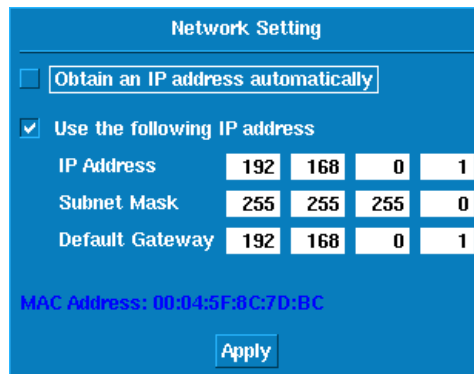 Network Setting
Obtain an IP address automatically
Use the following IP address
IP Address 192 168 0 1
Subnet Mask 255 255 255 0
Default Gateway 192 168 0 1
MAC Address: 00:04:5F:8C:7D:BC
Apply